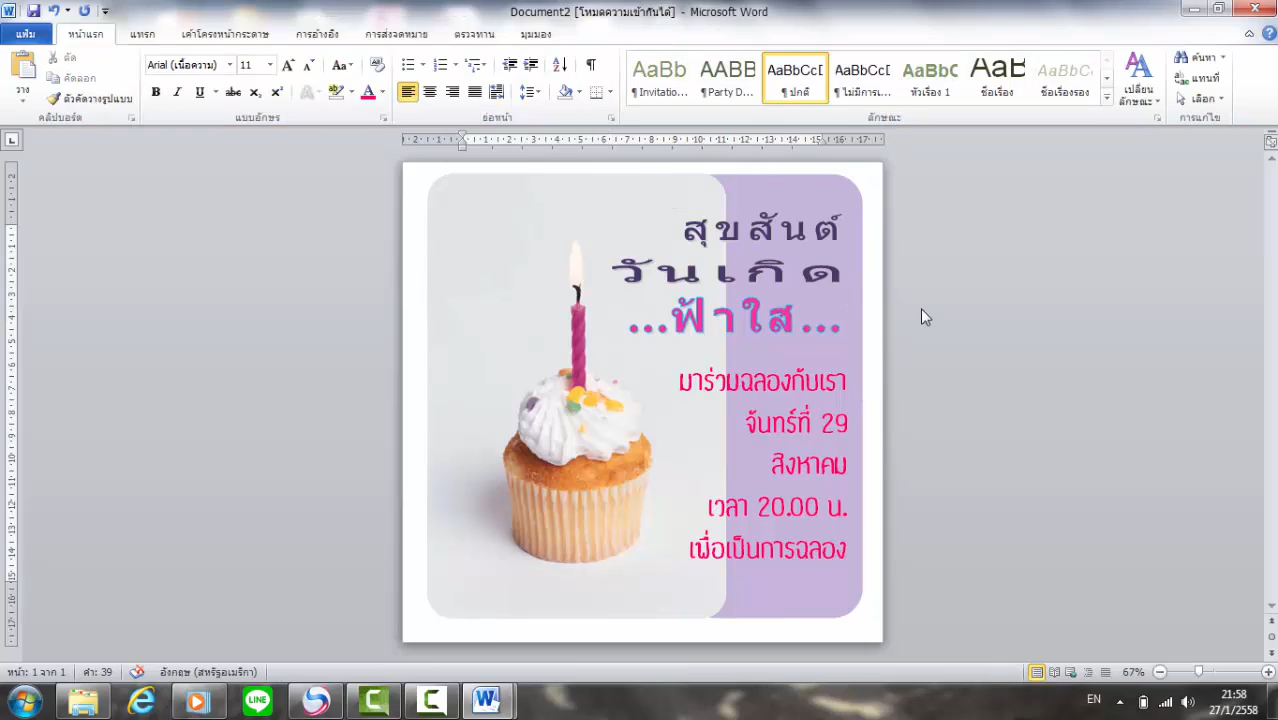 Document2 [โหมดความเข้ากันได้] - Microsoft Word
แฟ้ม หน้าแรก แทรก เค้าโครงหน้ากระดาษ การอ้างอิง การส่งจดหมาย ตรวจทาน มุมมอง
วาง
ตัด
คัดลอก
ตัวคัดวางรูปแบบ
คลิปบอร์ด
Arial (เนื้อความ) 11
แบบอักษร
ย่อหน้า
AaBb AABB AaBbCcD AaBbCcD AaBbC AaB AaBbCcI
¶ Invitatio... ¶ Party D... ¶ ปกติ ¶ ไม่มีการ... หัวเรื่อง 1 ชื่อเรื่อง ชื่อเรื่องรอง
ลักษณะ
เปลี่ยน
ลักษณะ
ค้นหา
แทนที่
เลือก
การแก้ไข
สุขสันต์
วันเกิด
...ฟ้าใส...
มาร่วมฉลองกับเรา
จันทร์ที่ 29
สิงหาคม
เวลา 20.00 น.
เพื่อเป็นการฉลอง
หน้า: 1 จาก 1 คำ: 39 อังกฤษ (สหรัฐอเมริกา) 67%
LINE
EN 21:58
27/1/2558